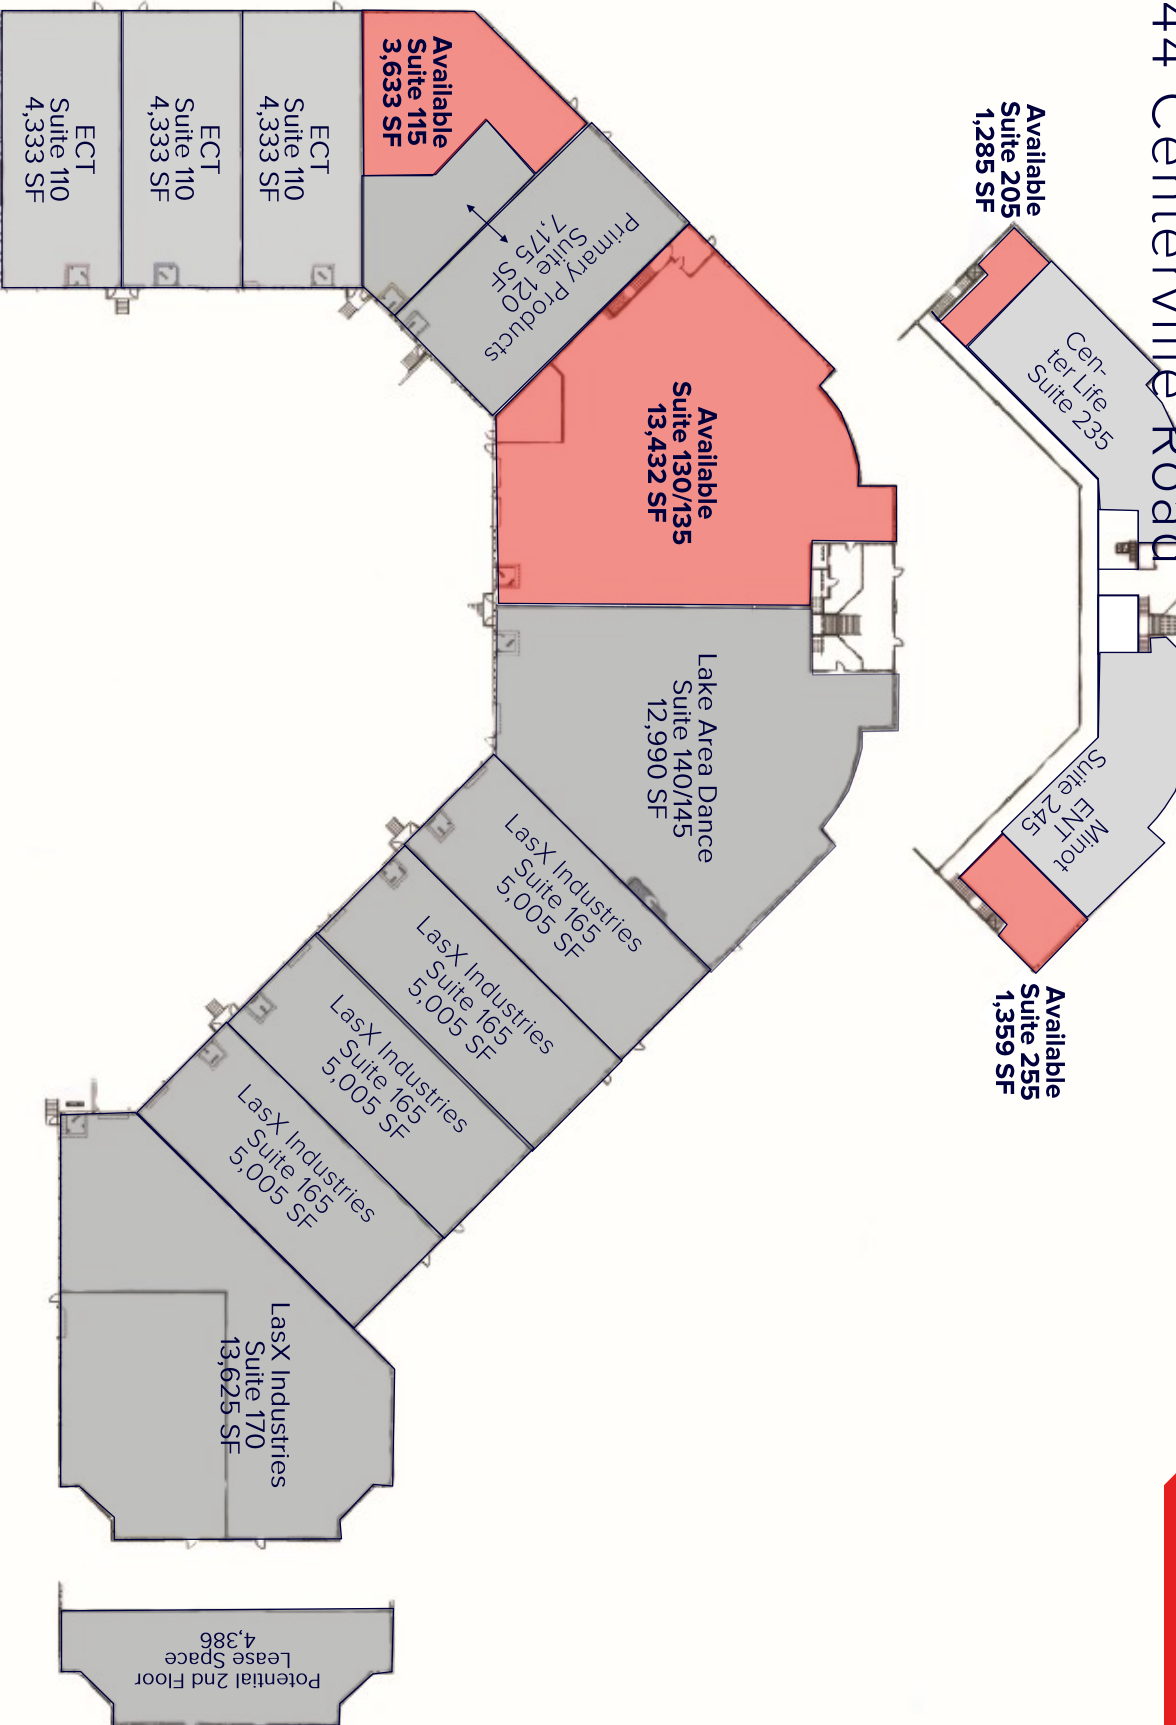 44 Centerville Road
Available
Suite 205
1,285 SF
Cen-
ter Life
Suite 235
Minot
ENT
Suite 245
Available
Suite 255
1,359 SF
ECT
Suite 110
4,333 SF
ECT
Suite 110
4,333 SF
ECT
Suite 110
4,333 SF
Available
Suite 115
3,633 SF
Primary Products
Suite 120
7,175 SF
Available
Suite 130/135
13,432 SF
Lake Area Dance
Suite 140/145
12,990 SF
LasX Industries
Suite 165
5,005 SF
LasX Industries
Suite 165
5,005 SF
LasX Industries
Suite 165
5,005 SF
LasX Industries
Suite 165
5,005 SF
LasX Industries
Suite 170
13,625 SF
Potential 2nd Floor
Lease Space
4,386